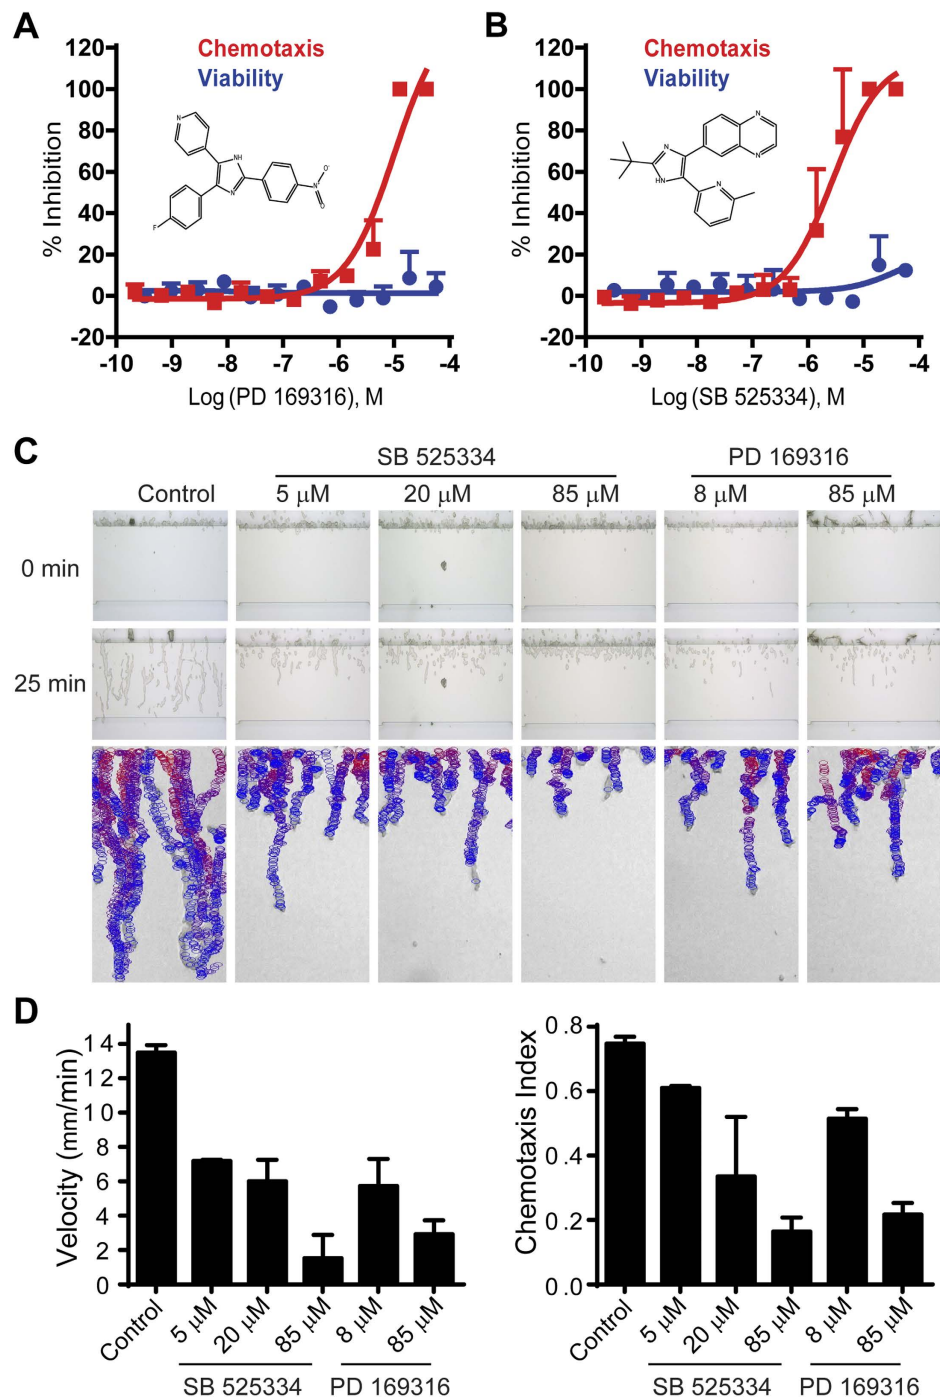 A
B
Chemotaxis
Viability
Chemotaxis
Viability
% Inhibition
120
100
80
60
40
20
0
-20
% Inhibition
120
100
80
60
40
20
0
-20
N
NH
N
N
O-
O
F
N
N
N
HN
N
-10 -9 -8 -7 -6 -5 -4
-10 -9 -8 -7 -6 -5 -4
Log (PD 169316), M
Log (SB 525334), M
C
SB 525334
PD 169316
Control
5 μM
20 μM
85 μM
8 μM
85 μM
0 min
25 min
D
Velocity (mm/min)
14
12
10
8
6
4
2
0
Control
5 μM
20 μM
85 μM
8 μM
85 μM
SB 525334
PD 169316
Chemotaxis Index
0.8
0.6
0.4
0.2
0.0
Control
5 μM
20 μM
85 μM
8 μM
85 μM
SB 525334
PD 169316